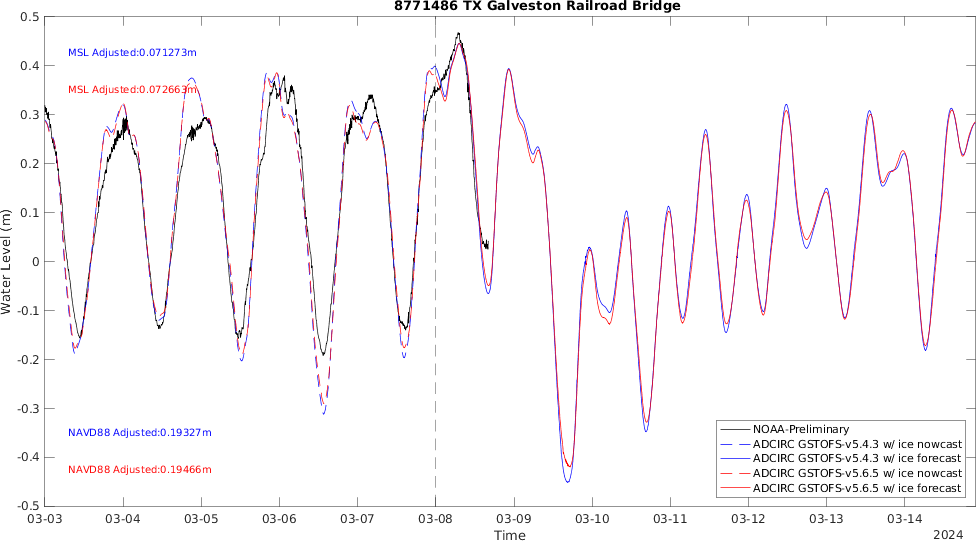 8771486 TX Galveston Railroad Bridge
0.5
0.4
0.3
0.2
0.1
0
-0.1
-0.2
-0.3
-0.4
-0.5
Water Level (m)
MSL Adjusted:0.071273m
MSL Adjusted:0.072663m
NAVD88 Adjusted:0.19327m
NAVD88 Adjusted:0.19466m
NOAA-Preliminary
ADCIRC GSTOFS-v5.4.3 w/ ice nowcast
ADCIRC GSTOFS-v5.4.3 w/ ice forecast
ADCIRC GSTOFS-v5.6.5 w/ ice nowcast
ADCIRC GSTOFS-v5.6.5 w/ ice forecast
03-03 03-04 03-05 03-06 03-07 03-08 03-09 03-10 03-11 03-12 03-13 03-14
Time
2024